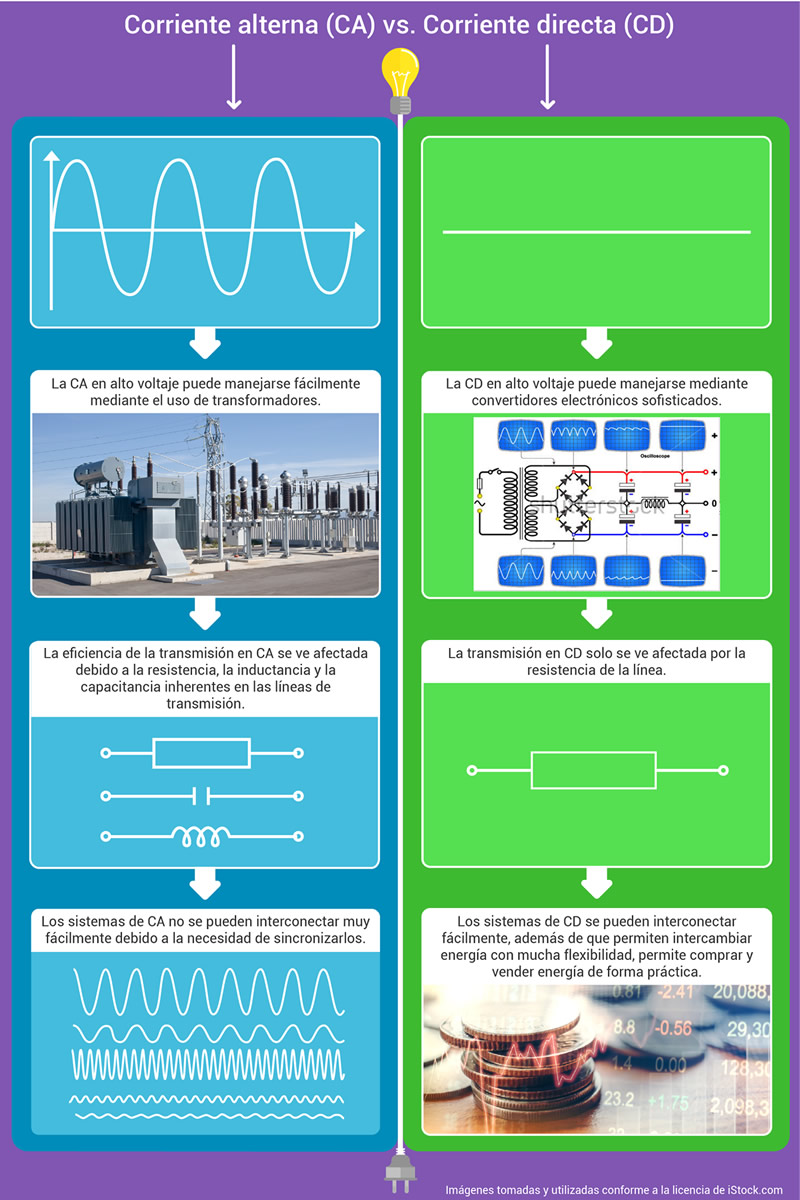 Corriente alterna (CA) vs. Corriente directa (CD)
La CA en alto voltaje puede manejarse fácilmente
mediante el uso de transformadores.
La CD en alto voltaje puede manejarse mediante
convertidores electrónicos sofisticados.
Oscilloscope
+
+
0
−
−
shutterstock
La eficiencia de la transmisión en CA se ve afectada
debido a la resistencia, la inductancia y la
capacitancia inherentes en las líneas de
transmisión.
La transmisión en CD solo se ve afectada por la
resistencia de la línea.
Los sistemas de CA no se pueden interconectar muy
fácilmente debido a la necesidad de sincronizarlos.
Los sistemas de CD se pueden interconectar
fácilmente, además de que permiten intercambiar
energía con mucha flexibilidad, permite comprar y
vender energía de forma práctica.
0.81 -2.41 20,088
8.8 -0.56 29,30
1.4 0.00 128,30
23.2 +1.75 2,098,3
Imágenes tomadas y utilizadas conforme a la licencia de iStock.com